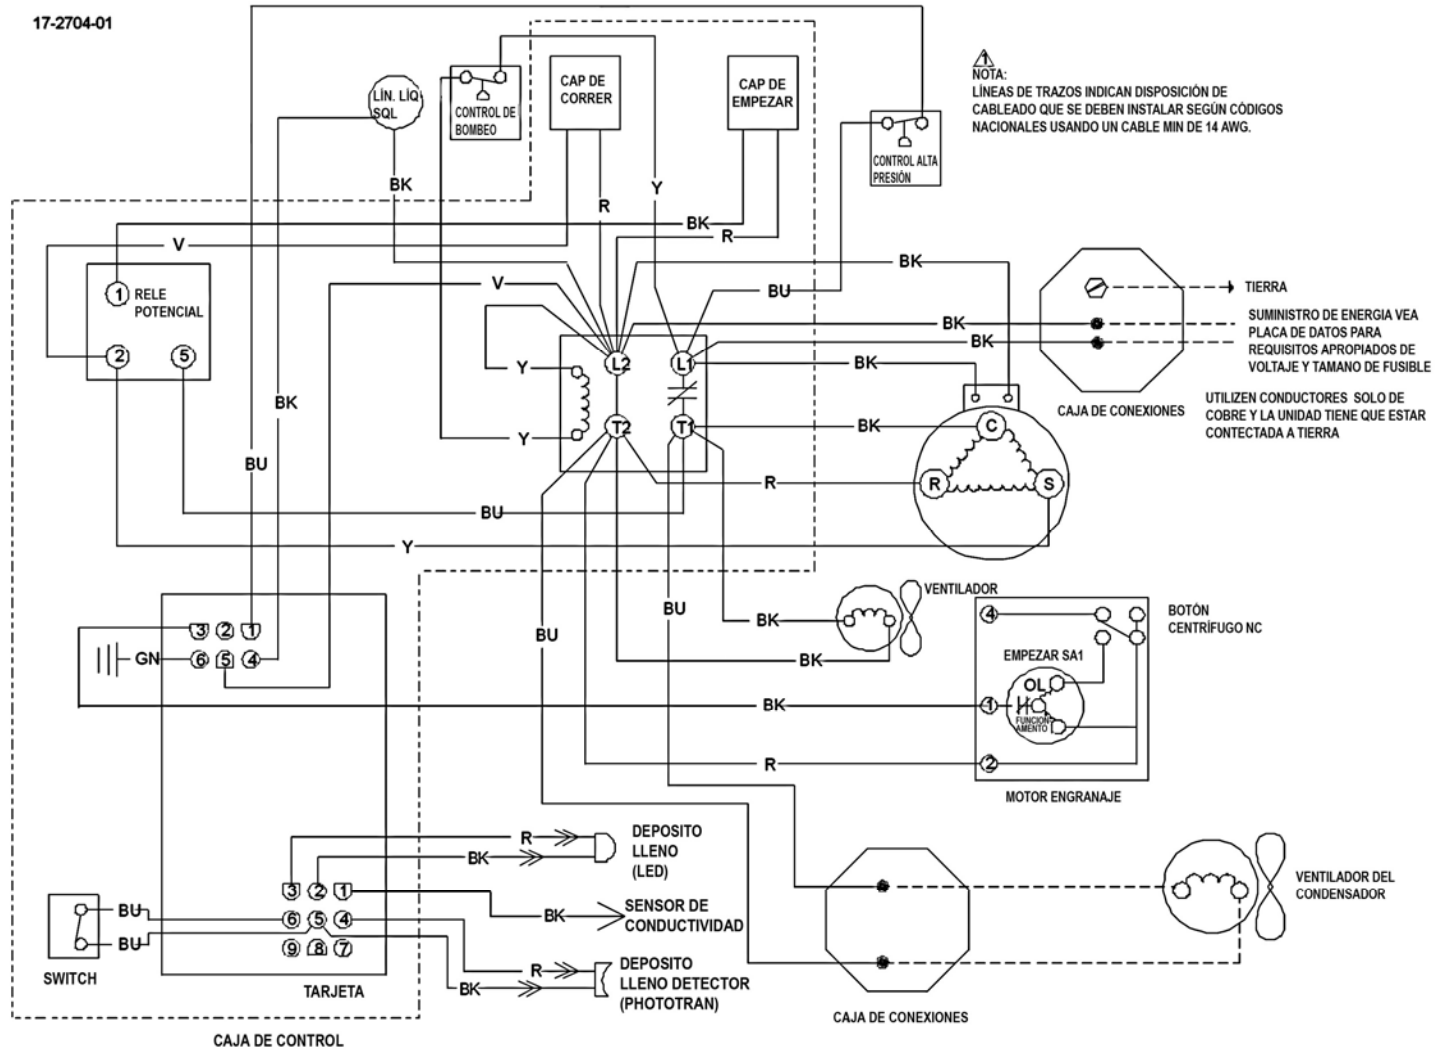 17-2704-01
LÍN. LÍQ
SQL
CONTROL DE
BOMBEO
CAP DE
CORRER
CAP DE
EMPEZAR
1
NOTA:
LÍNEAS DE TRAZOS INDICAN DISPOSICIÓN DE
CABLEADO QUE SE DEBEN INSTALAR SEGÚN CÓDIGOS
NACIONALES USANDO UN CABLE MIN DE 14 AWG.
CONTROL ALTA
PRESIÓN
BK
R
Y
BK
R
V
BK
V
BU
1
RELE
POTENCIAL
2
5
TIERRA
SUMINISTRO DE ENERGIA VEA
PLACA DE DATOS PARA
REQUISITOS APROPIADOS DE
VOLTAJE Y TAMANO DE FUSIBLE
BK
BK
BK
L2
L1
Y
UTILIZEN CONDUCTORES SOLO DE
COBRE Y LA UNIDAD TIENE QUE ESTAR
CONTECTADA A TIERRA
CAJA DE CONEXIONES
BK
T2
T1
BK
C
Y
BU
R
R
S
BU
Y
VENTILADOR
BU
BU
BK
BK
4
BOTÓN
CENTRÍFUGO NC
EMPEZAR SA1
OL
1
FUNCION-
AMENTO
2
MOTOR ENGRANAJE
3 2 1
GN
6 5 4
BK
R
R
DEPOSITO
LLENO
(LED)
BK
3 2 1
6 5 4
9 8 7
BU
BU
SWITCH
BK
SENSOR DE
CONDUCTIVIDAD
R
BK
DEPOSITO
LLENO DETECTOR
(PHOTOTRAN)
TARJETA
CAJA DE CONTROL
VENTILADOR DEL
CONDENSADOR
CAJA DE CONEXIONES